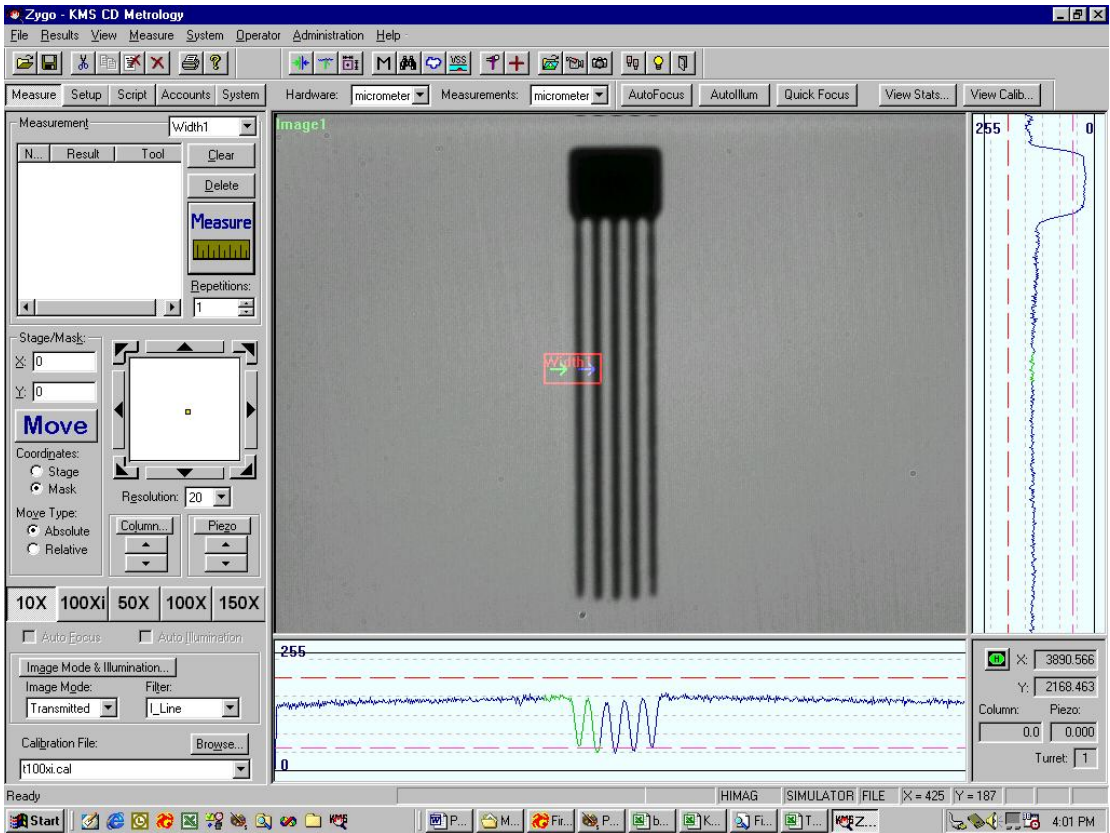 Zygo - KMS CD Metrology
File Results View Measure System Operator Administration Help
M VSS
Measure Setup Script Accounts System Hardware: micrometer Measurements: micrometer AutoFocus AutoIllum Quick Focus View Stats... View Calib...
Measurement Width1
N... Result Tool
Clear
Delete
Measure
Repetitions:
1
Stage/Mask:
X: 0
Y: 0
Move
Coordinates:
Stage
Mask
Move Type:
Absolute
Relative
Resolution: 20
Column... Piezo
10X 100Xi 50X 100X 150X
Auto Focus Auto Illumination
Image Mode & Illumination...
Image Mode: Filter:
Transmitted I_Line
Calibration File: Browse...
t100xi.cal
Image1
Width1
255 0
255
0
X: 3890.566
Y: 2168.463
Column: Piezo:
0.0 0.000
Turret: 1
Ready HIMAG SIMULATOR FILE X = 425 Y = 187
Start P... M... Fir... P... b... K... Fi... T... Z... 4:01 PM